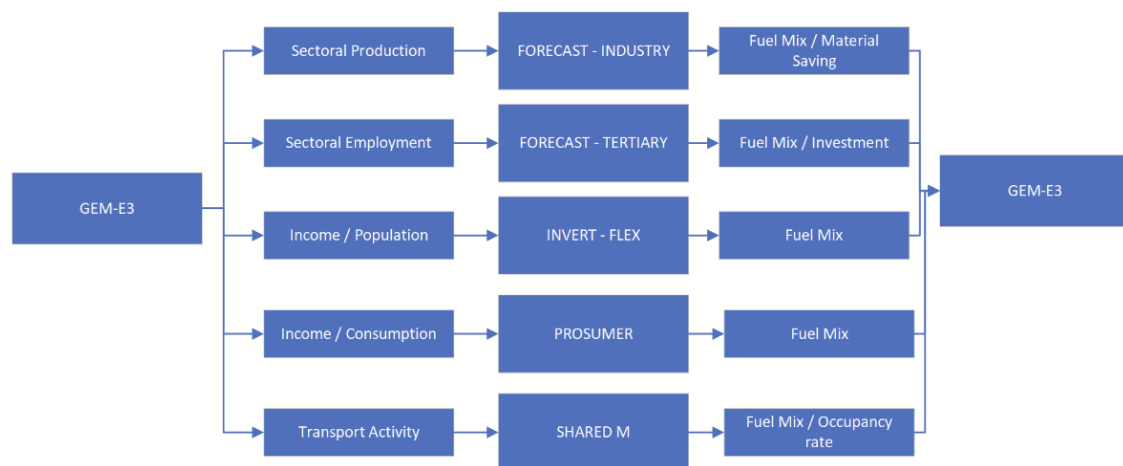 Sectoral Production
FORECAST - INDUSTRY
Fuel Mix / Material
Saving
Sectoral Employment
FORECAST - TERTIARY
Fuel Mix / Investment
GEM-E3
GEM-E3
Income / Population
INVERT - FLEX
Fuel Mix
Income / Consumption
PROSUMER
Fuel Mix
Transport Activity
SHARED M
Fuel Mix / Occupancy
rate